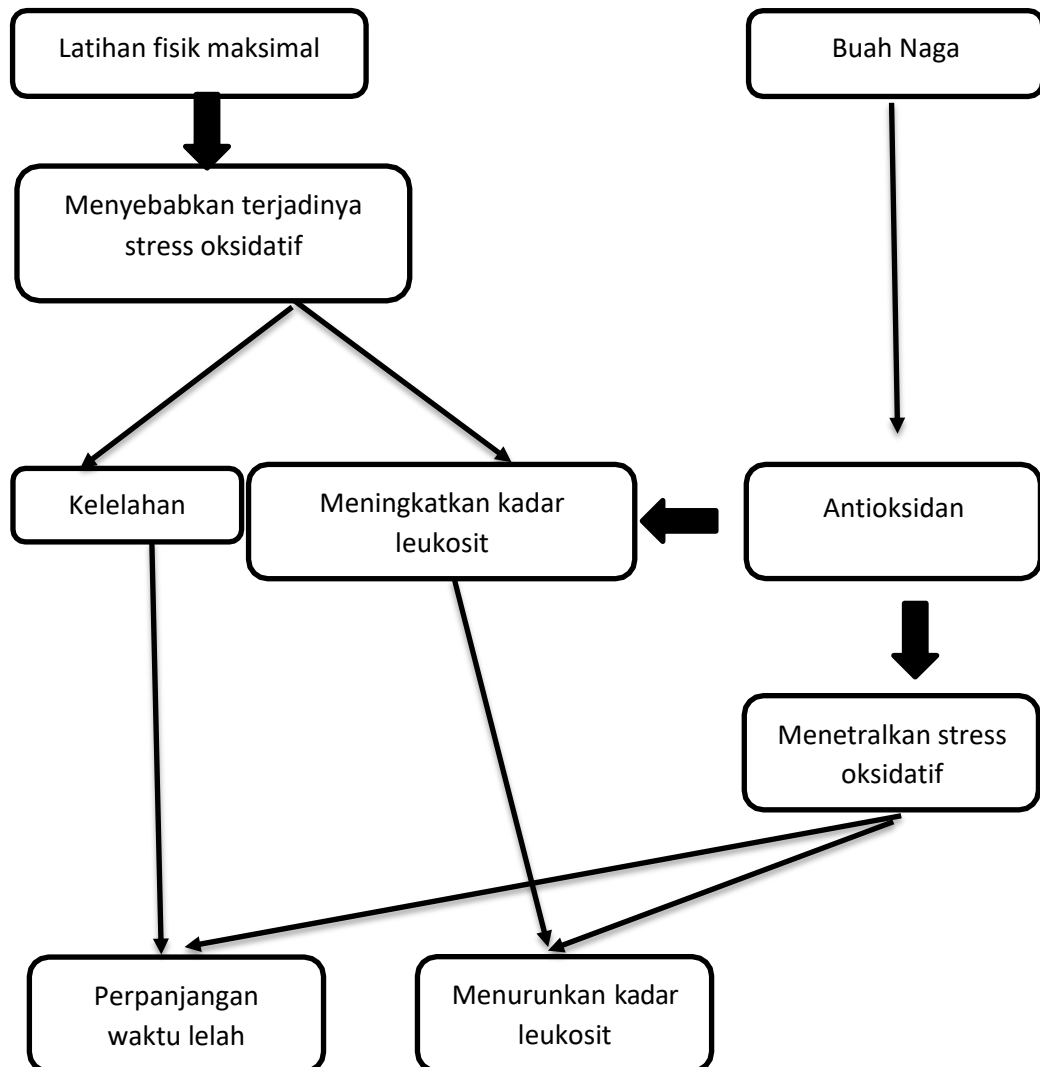 Latihan fisik maksimal
Buah Naga
Menyebabkan terjadinya
stress oksidatif
Kelelahan
Meningkatkan kadar
leukosit
Antioksidan
Menetralkan stress
oksidatif
Perpanjangan
waktu lelah
Menurunkan kadar
leukosit